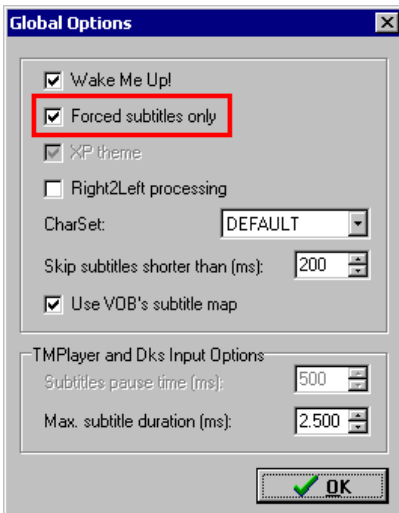 Global Options
Wake Me Up!
Forced subtitles only
XP theme
Right2Left processing
CharSet: DEFAULT
Skip subtitles shorter than (ms): 200
Use VOB's subtitle map
TMPlayer and Dks Input Options
Subtitles pause time (ms): 500
Max. subtitle duration (ms): 2.500
OK